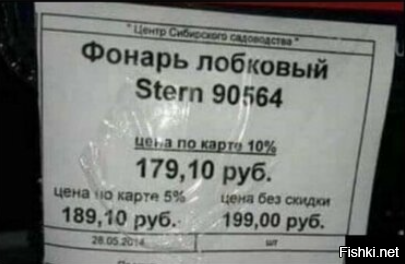 " Центр Сибирского садоводства "
Фонарь лобковый
Stern 90564
цена по карте 10%
179,10 руб.
цена по карте 5% цена без скидки
189,10 руб. 199,00 руб.
28.05.2014 шт
Fishki.net